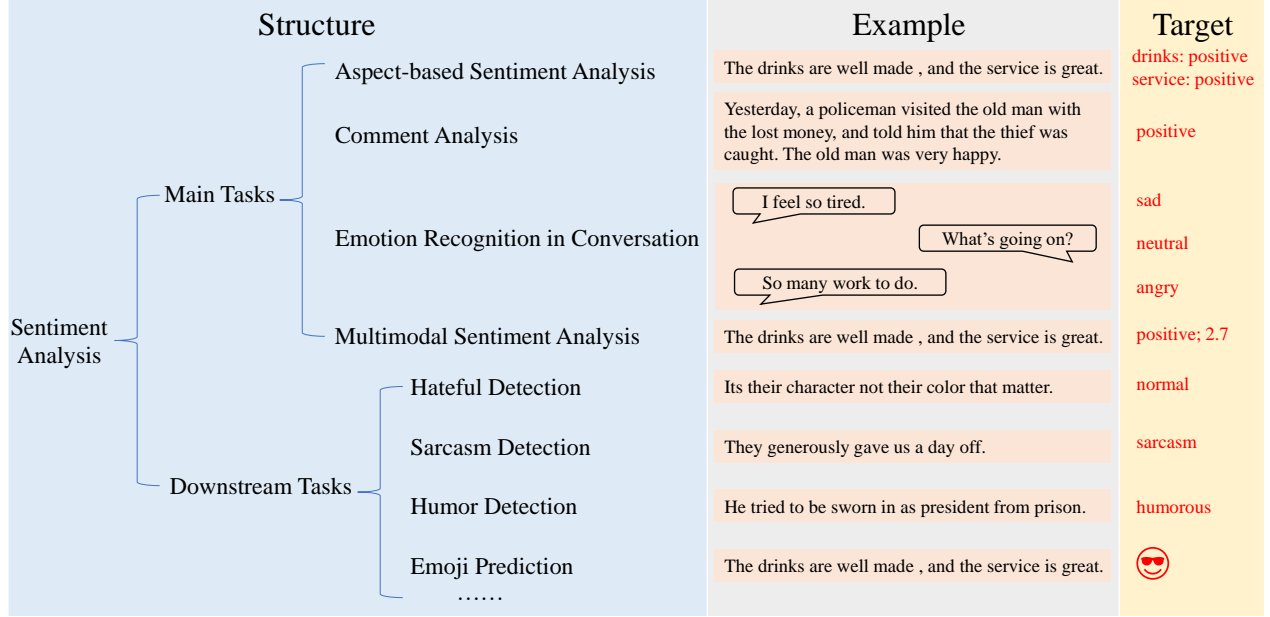 Structure
Example
Target
Sentiment
Analysis
Main Tasks
Aspect-based Sentiment Analysis
The drinks are well made , and the service is great.
drinks: positive
service: positive
Comment Analysis
Yesterday, a policeman visited the old man with
the lost money, and told him that the thief was
caught. The old man was very happy.
positive
Emotion Recognition in Conversation
I feel so tired.
sad
What's going on?
neutral
So many work to do.
angry
Multimodal Sentiment Analysis
The drinks are well made , and the service is great.
positive; 2.7
Downstream Tasks
Hateful Detection
Its their character not their color that matter.
normal
Sarcasm Detection
They generously gave us a day off.
sarcasm
Humor Detection
He tried to be sworn in as president from prison.
humorous
Emoji Prediction
The drinks are well made , and the service is great.
……